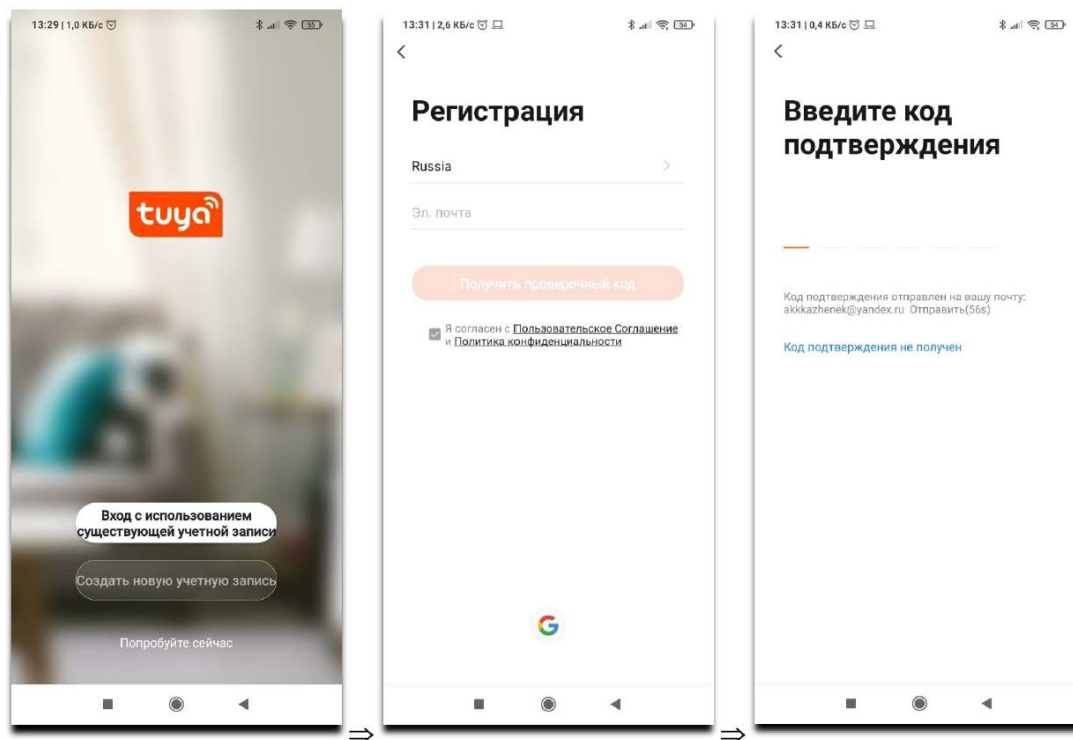 13:29 | 1,0 КБ/с
55
tuya
Вход с использованием
существующей учетной записи
Создать новую учетную запись
Попробуйте сейчас
⇒
13:31 | 2,6 КБ/с
54
Регистрация
Russia
Эл. почта
Получить проверочный код
Я согласен с Пользовательское Соглашение
и Политика конфиденциальности
G
⇒
13:31 | 0,4 КБ/с
54
Введите код
подтверждения
Код подтверждения отправлен на вашу почту:
akkkazhenek@yandex.ru. Отправить(56s)
Код подтверждения не получен